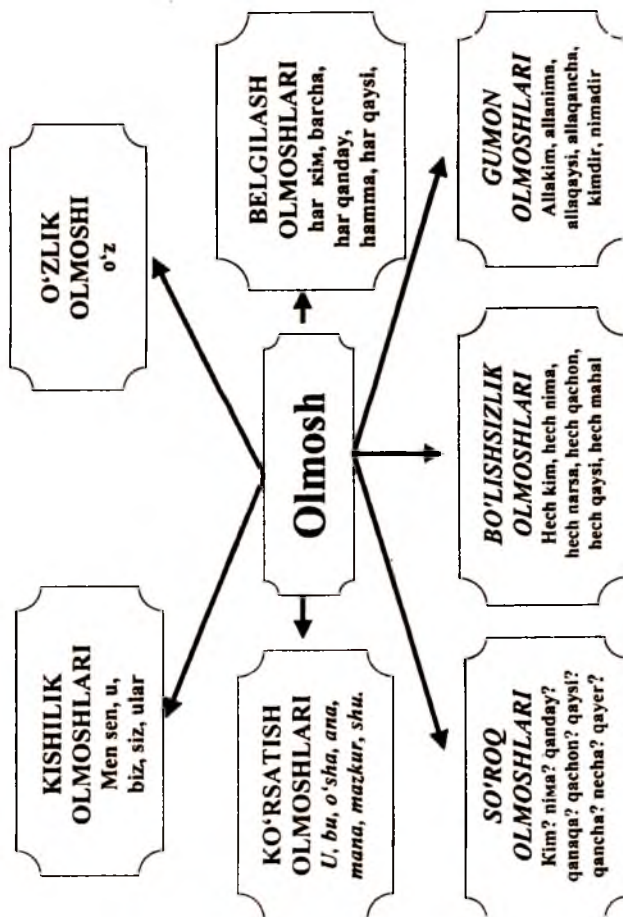 KISHILIK
OLMOSHLARI
Men sen, u,
biz, siz, ular
O‘ZLIK
OLMOSHI
o‘z
KO‘RSATISH
OLMOSHLARI
U, bu, o‘sha, ana,
mana, mazkur, shu.
Olmosh
BELGILASH
OLMOSHLARI
har ким, barcha,
har qanday,
hamma, har qaysi,
SO'ROQ
OLMOSHLARI
Kim? niма? qanday?
qanaqa? qachon? qaysi?
qancha? necha? qayer?
BO'LISHSIZLIK
OLMOSHLARI
Hech kim, hech nima,
hech narsa, hech qachon,
hech qaysi, hech mahal
GUMON
OLMOSHLARI
Allakim, allanima,
allaqaysi, allaqancha,
kimdir, nimadir